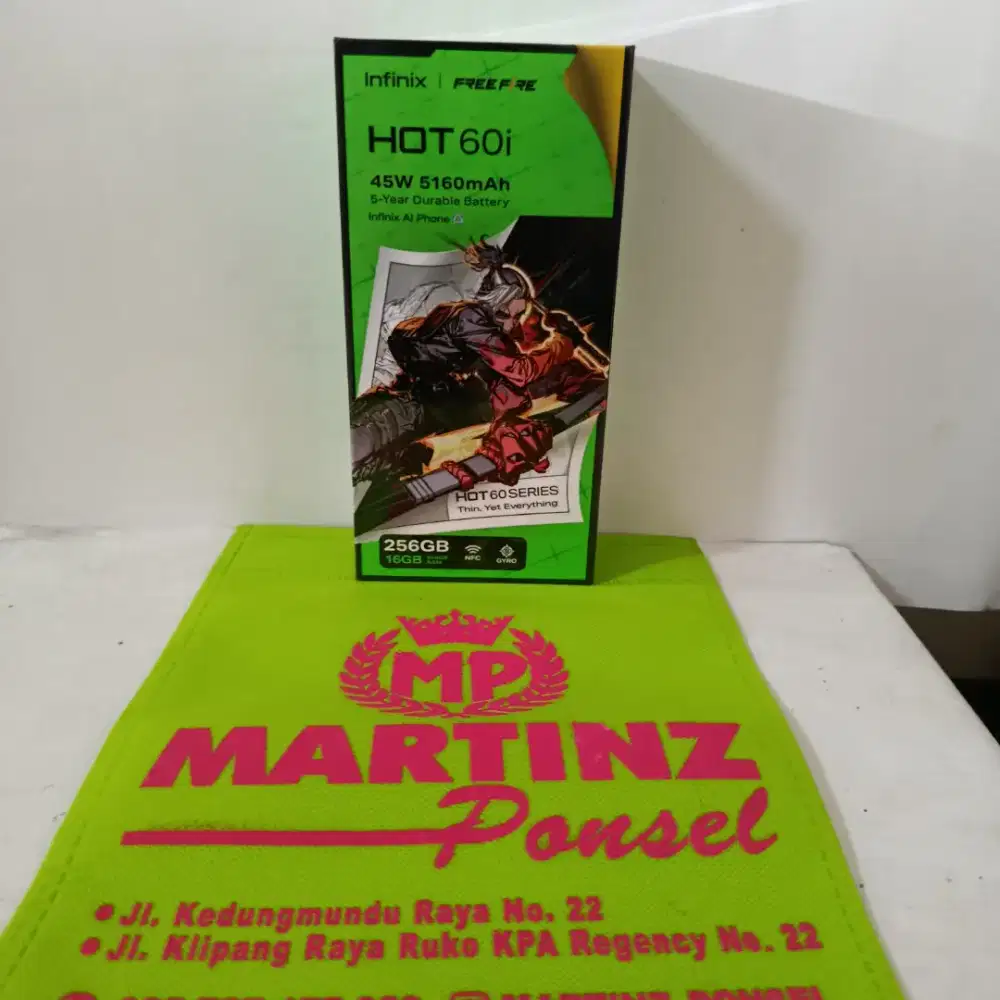 Infinix | FREE FIRE
HOT 60i
45W 5160mAh
5-Year Durable Battery
Infinix AI Phone
HOT 60 SERIES
Thin, Yet Everything
256GB
16GB
NFC
GYRO
MP
MARTINZ
Ponsel
• Jl. Kedungmundu Raya No. 22
• Jl. Klipang Raya Ruko KPA Regency No. 22
MARTINZ PONSEL